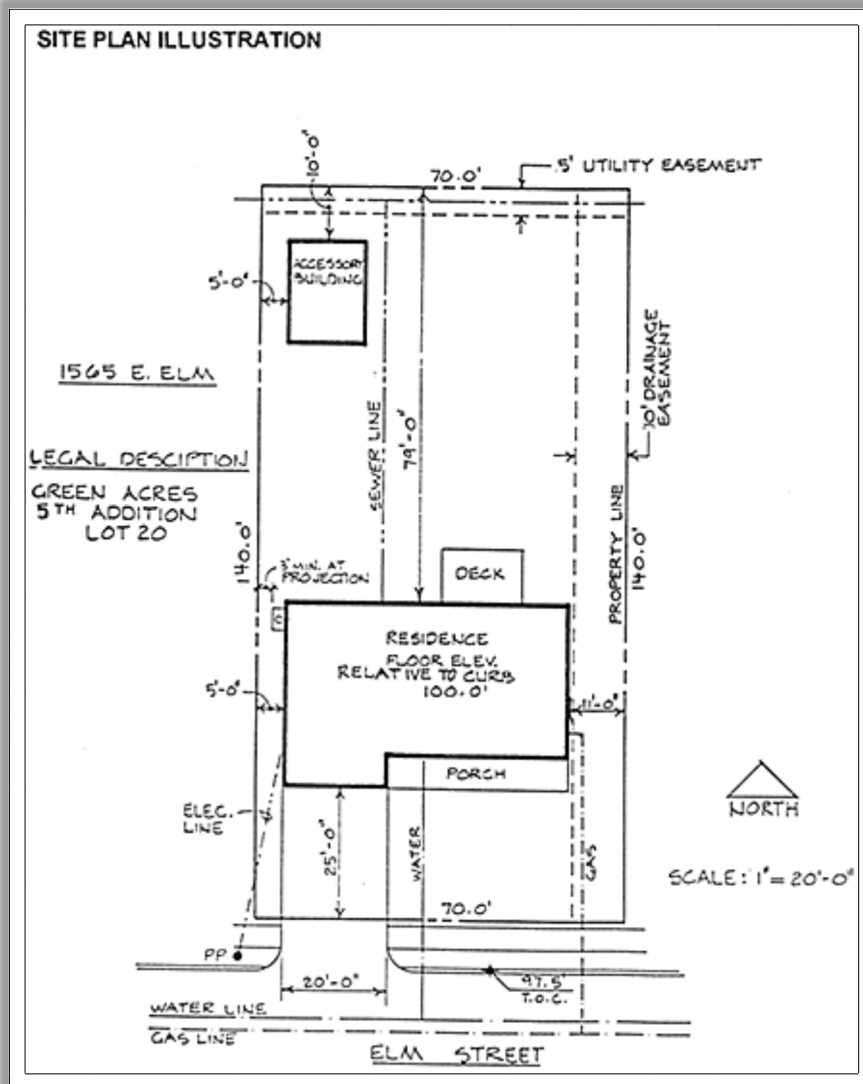 SITE PLAN ILLUSTRATION
10'-0"
70.0'
5' UTILITY EASEMENT
ACCESSORY
BUILDING
5'-0"
10' DRAINAGE
EASEMENT
1565 E. ELM
SEWER LINE
79'-0"
LEGAL DESCIPTION
GREEN ACRES
5TH ADDITION
LOT 20
140.0'
3' MIN. AT
PROJECTION
DECK
PROPERTY LINE
140.0'
RESIDENCE
FLOOR ELEV.
RELATIVE TO CURB
100.0'
5'-0"
11'-0"
PORCH
NORTH
ELEC.
LINE
25'-0"
WATER
GAS
SCALE: 1" = 20'-0"
70.0'
PP
20'-0"
97.5'
T.O.C.
WATER LINE
GAS LINE
ELM STREET